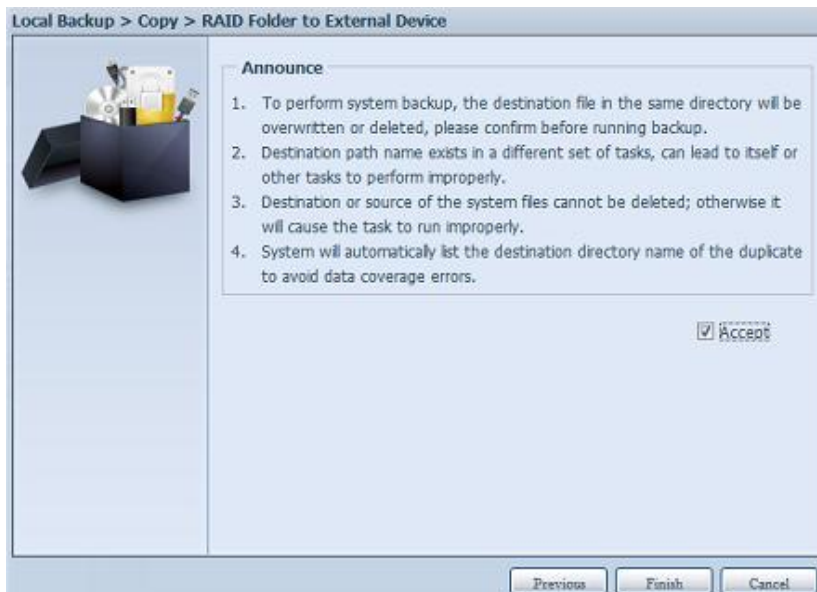 Local Backup > Copy > RAID Folder to External Device
Announce
1. To perform system backup, the destination file in the same directory will be
overwritten or deleted, please confirm before running backup.
2. Destination path name exists in a different set of tasks, can lead to itself or
other tasks to perform improperly.
3. Destination or source of the system files cannot be deleted; otherwise it
will cause the task to run improperly.
4. System will automatically list the destination directory name of the duplicate
to avoid data coverage errors.
Accept
Previous
Finish
Cancel